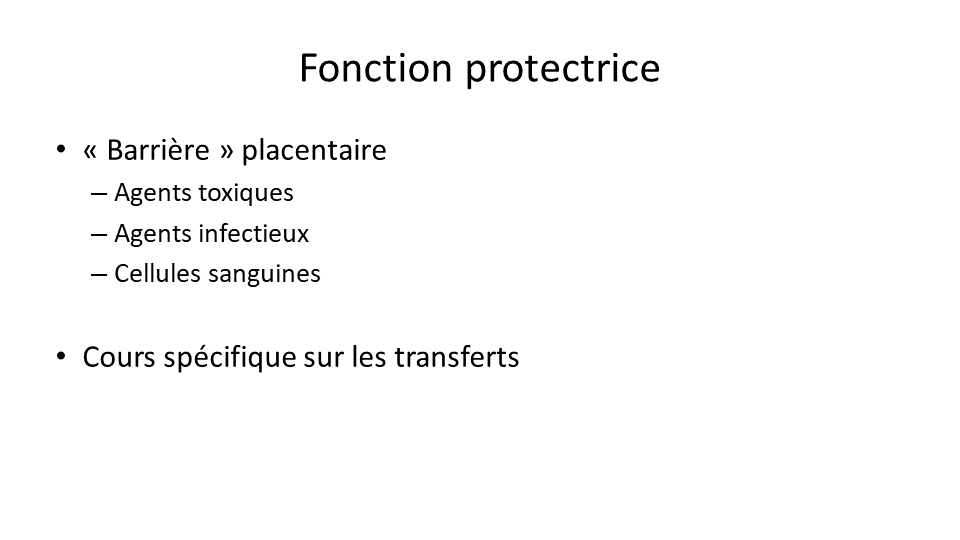 Fonction protectrice
• « Barrière » placentaire
– Agents toxiques
– Agents infectieux
– Cellules sanguines
• Cours spécifique sur les transferts